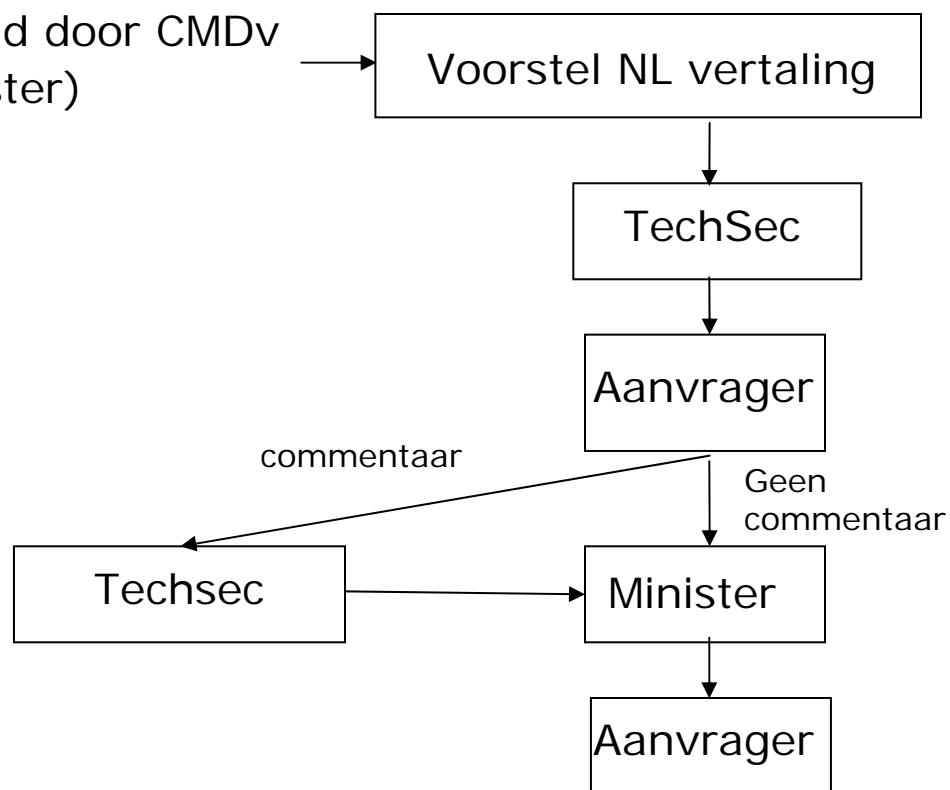 d door CMDv
ster)
Voorstel NL vertaling
TechSec
Aanvrager
commentaar
Geen
commentaar
Techsec
Minister
Aanvrager